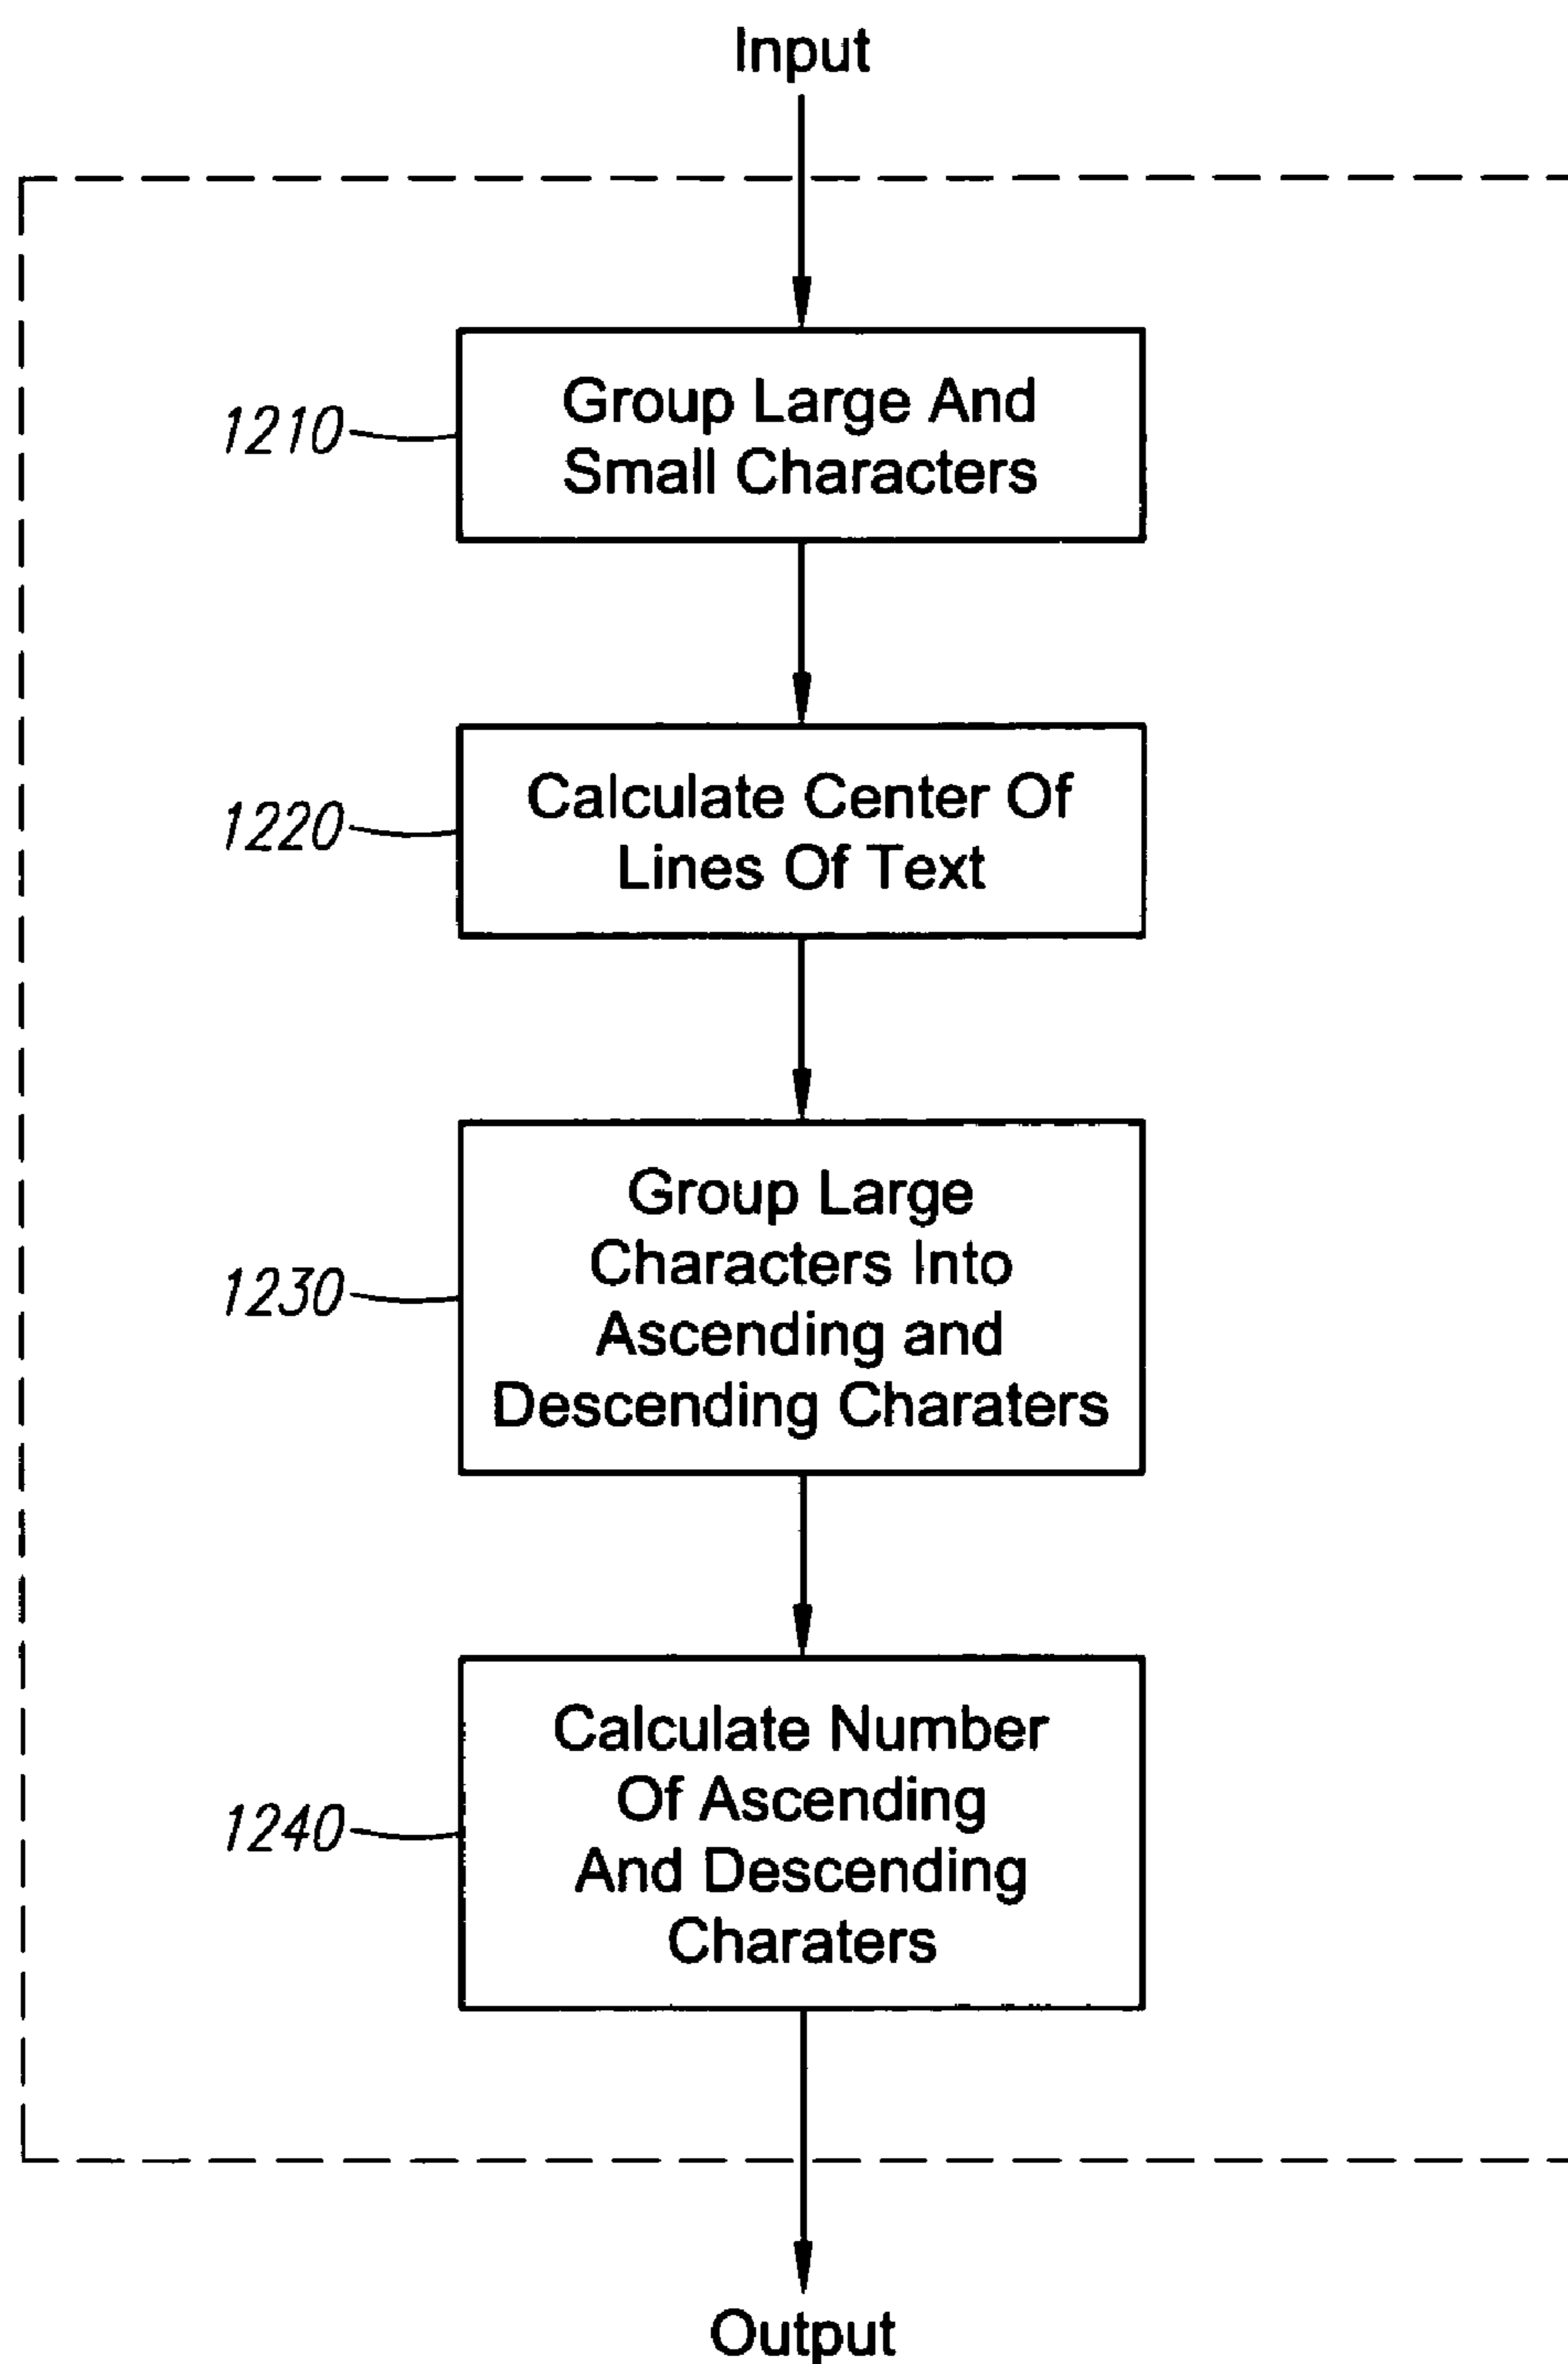 Input
1210
Group Large And
Small Characters
1220
Calculate Center Of
Lines Of Text
1230
Group Large
Characters Into
Ascending and
Descending Charaters
1240
Calculate Number
Of Ascending
And Descending
Charaters
Output